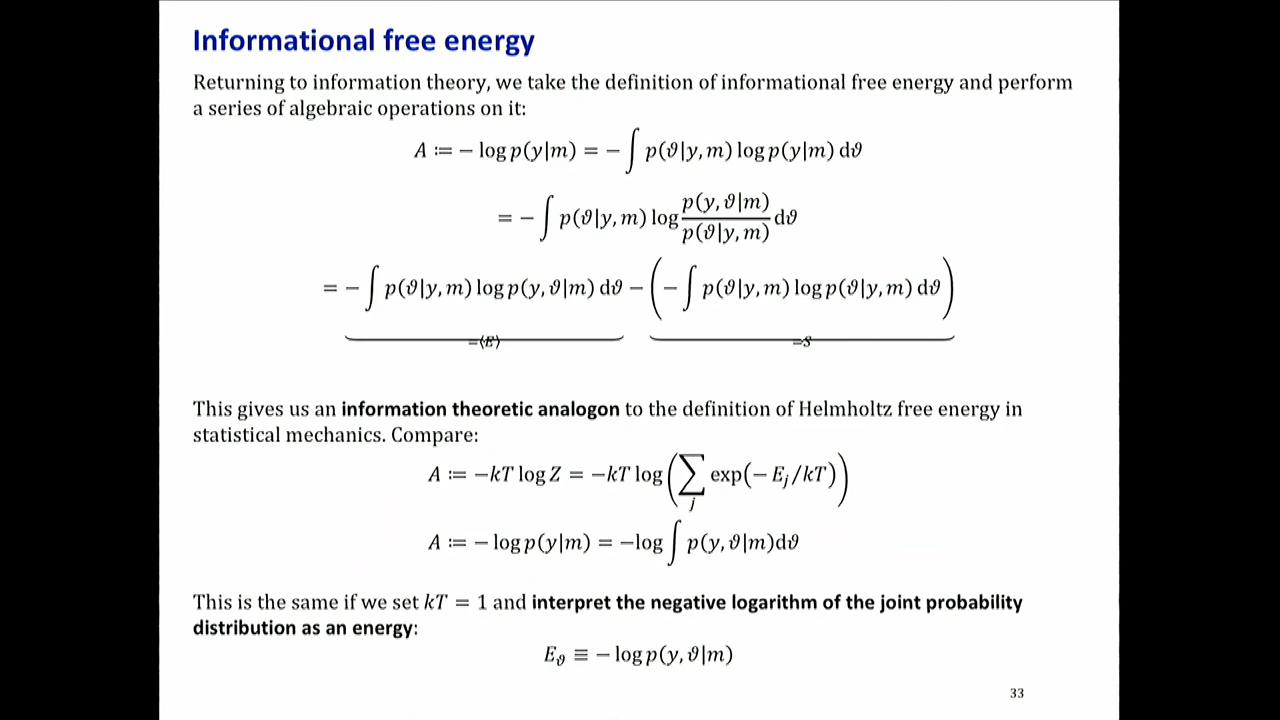 Informational free energy
Returning to information theory, we take the definition of informational free energy and perform
a series of algebraic operations on it:
A ≔ − log p(y|m) = − ∫ p(ϑ|y, m) log p(y|m) dϑ
= − ∫ p(ϑ|y, m) log p(y, ϑ|m) / p(ϑ|y, m) dϑ
= − ∫ p(ϑ|y, m) log p(y, ϑ|m) dϑ − (− ∫ p(ϑ|y, m) log p(ϑ|y, m) dϑ)
=⟨E⟩ =S
This gives us an information theoretic analogon to the definition of Helmholtz free energy in
statistical mechanics. Compare:
A ≔ −kT log Z = −kT log (∑j exp(− Ej/kT))
A ≔ − log p(y|m) = −log ∫ p(y, ϑ|m)dϑ
This is the same if we set kT = 1 and interpret the negative logarithm of the joint probability
distribution as an energy:
Eϑ ≡ − log p(y, ϑ|m)
33